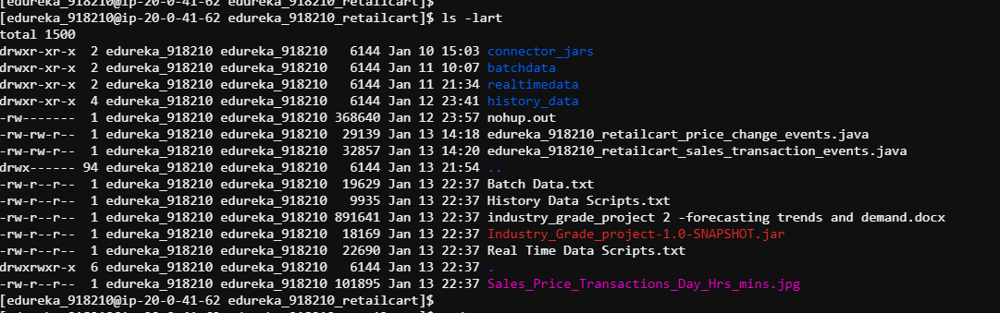 [edureka_918210@ip-20-0-41-62 edureka_918210_retailcart]$
[edureka_918210@ip-20-0-41-62 edureka_918210_retailcart]$ ls -lart
total 1500
drwxr-xr-x  2 edureka_918210 edureka_918210   6144 Jan 10 15:03 connector_jars
drwxr-xr-x  2 edureka_918210 edureka_918210   6144 Jan 11 10:07 batchdata
drwxr-xr-x  2 edureka_918210 edureka_918210   6144 Jan 11 21:34 realtimedata
drwxr-xr-x  4 edureka_918210 edureka_918210   6144 Jan 12 23:41 history_data
-rw-------  1 edureka_918210 edureka_918210 368640 Jan 12 23:57 nohup.out
-rw-rw-r--  1 edureka_918210 edureka_918210  29139 Jan 13 14:18 edureka_918210_retailcart_price_change_events.java
-rw-rw-r--  1 edureka_918210 edureka_918210  32857 Jan 13 14:20 edureka_918210_retailcart_sales_transaction_events.java
drwx------ 94 edureka_918210 edureka_918210   6144 Jan 13 21:54 ..
-rw-r--r--  1 edureka_918210 edureka_918210  19629 Jan 13 22:37 Batch Data.txt
-rw-r--r--  1 edureka_918210 edureka_918210   9935 Jan 13 22:37 History Data Scripts.txt
-rw-r--r--  1 edureka_918210 edureka_918210 891641 Jan 13 22:37 industry_grade_project 2 -forecasting trends and demand.docx
-rw-r--r--  1 edureka_918210 edureka_918210  18169 Jan 13 22:37 Industry_Grade_project-1.0-SNAPSHOT.jar
-rw-r--r--  1 edureka_918210 edureka_918210  22690 Jan 13 22:37 Real Time Data Scripts.txt
drwxrwxr-x  6 edureka_918210 edureka_918210   6144 Jan 13 22:37 .
-rw-r--r--  1 edureka_918210 edureka_918210 101895 Jan 13 22:37 Sales_Price_Transactions_Day_Hrs_mins.jpg
[edureka_918210@ip-20-0-41-62 edureka_918210_retailcart]$